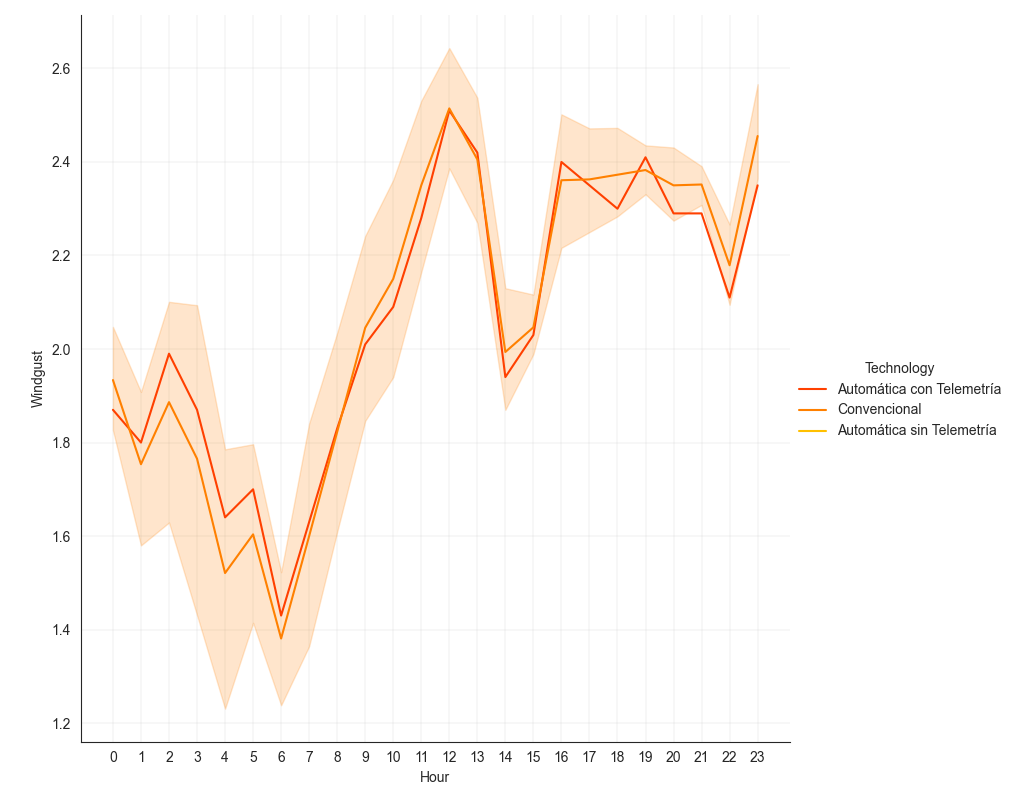 2.6
2.4
2.2
2.0
1.8
1.6
1.4
1.2
Windgust
0 1 2 3 4 5 6 7 8 9 10 11 12 13 14 15 16 17 18 19 20 21 22 23
Hour
Technology
Automática con Telemetría
Convencional
Automática sin Telemetría